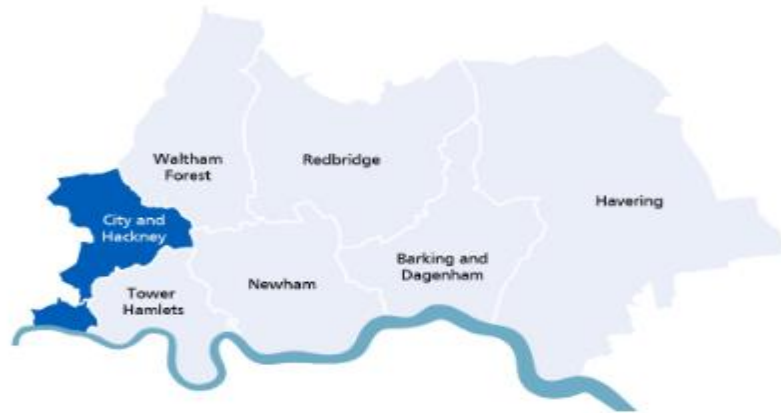 Waltham
Forest
Redbridge
Havering
City and
Hackney
Barking and
Dagenham
Newham
Tower
Hamlets